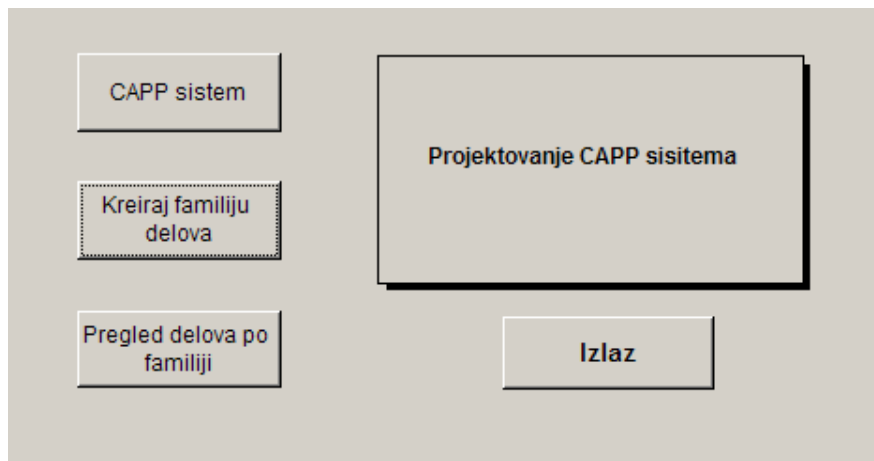 CAPP sistem
Kreiraj familiju
delova
Pregled delova po
familiji
Projektovanje CAPP sisitema
Izlaz